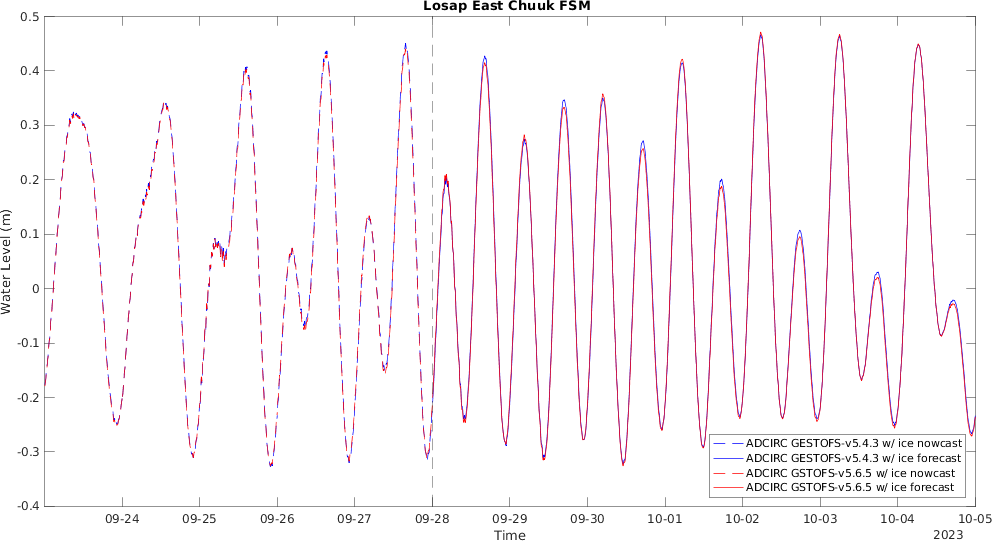 Losap East Chuuk FSM
0.5
0.4
0.3
0.2
0.1
0
-0.1
-0.2
-0.3
-0.4
Water Level (m)
09-24 09-25 09-26 09-27 09-28 09-29 09-30 10-01 10-02 10-03 10-04 10-05
Time
2023
ADCIRC GESTOFS-v5.4.3 w/ ice nowcast
ADCIRC GESTOFS-v5.4.3 w/ ice forecast
ADCIRC GSTOFS-v5.6.5 w/ ice nowcast
ADCIRC GSTOFS-v5.6.5 w/ ice forecast